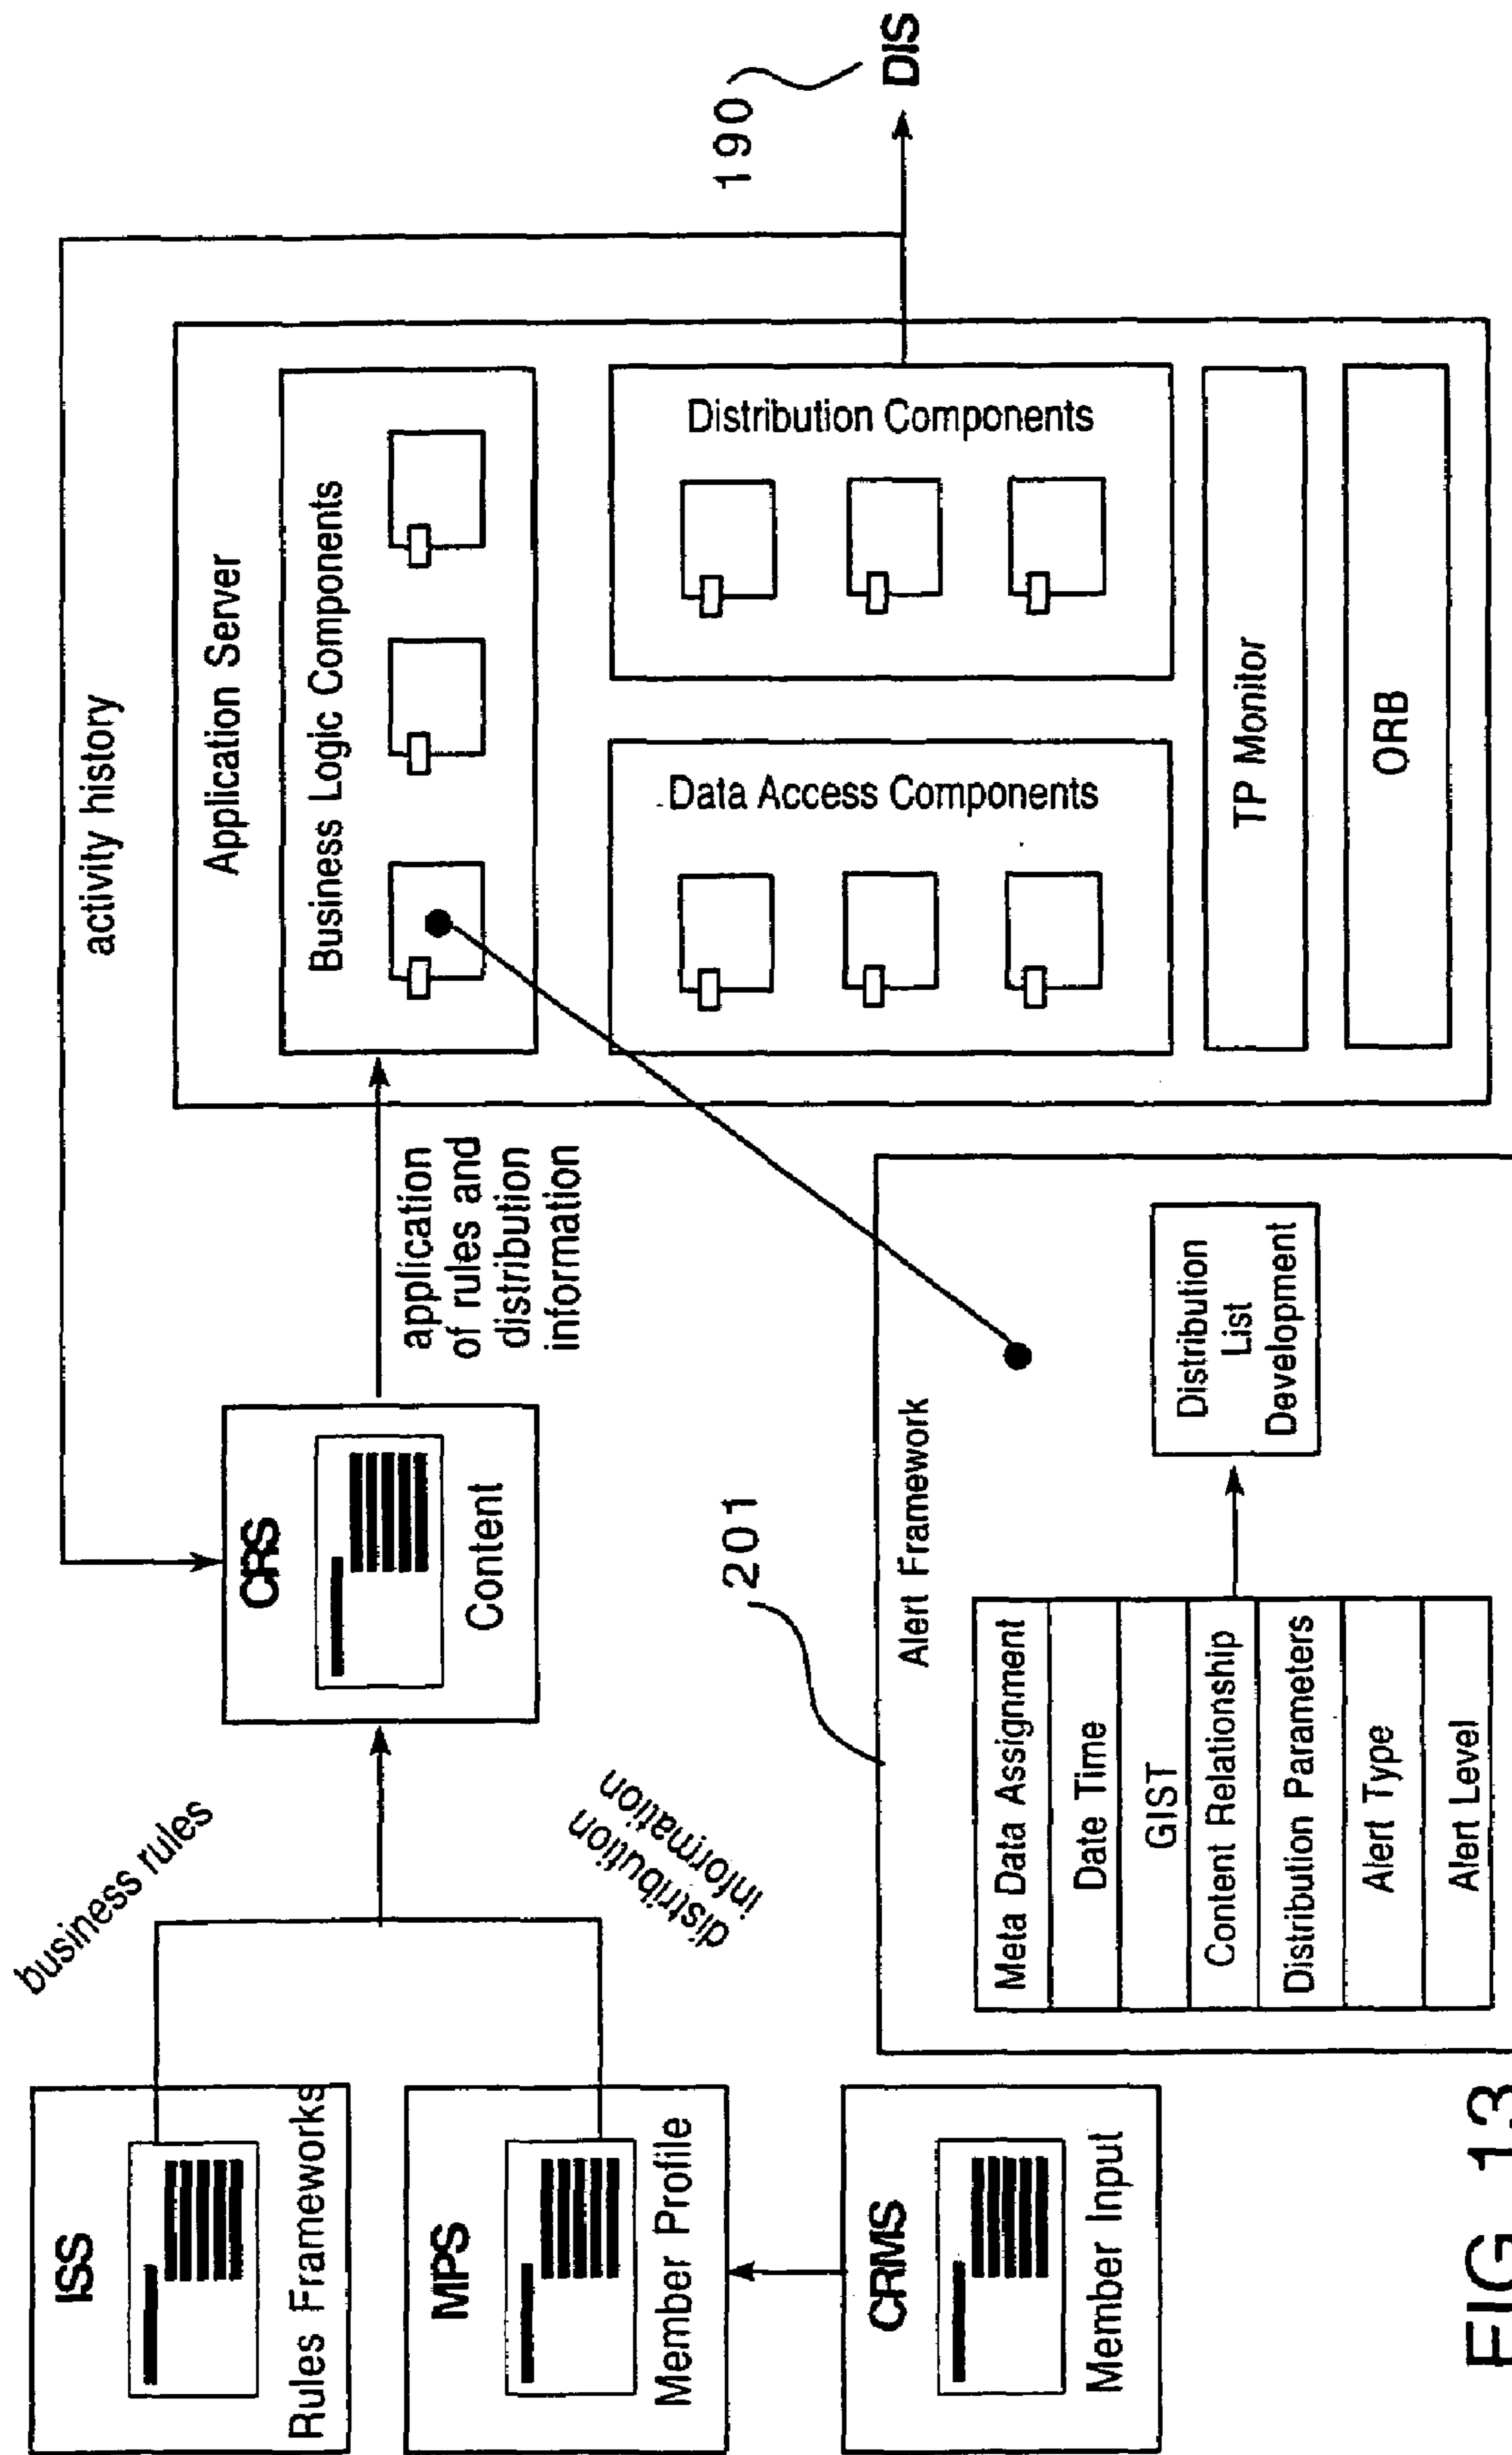 ISS
Rules Frameworks
MPS
Member Profile
CRMS
Member Input
business rules
distribution
information
CRS
Content
activity history
application
of rules and
distribution
information
Application Server
Business Logic Components
Data Access Components
Distribution Components
TP Monitor
ORB
190
DIS
201
Alert Framework
Meta Data Assignment
Date Time
GIST
Content Relationship
Distribution Parameters
Alert Type
Alert Level
Distribution
List
Development
FIG. 13